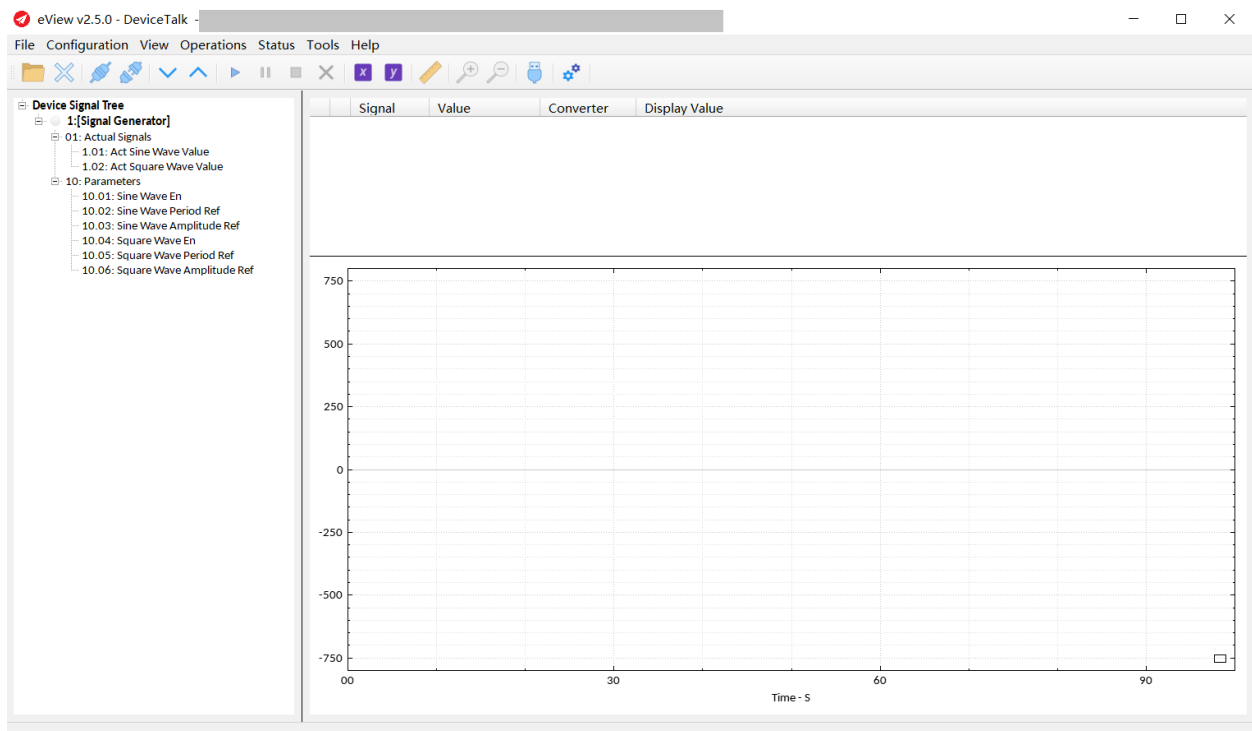 eView v2.5.0 - DeviceTalk -
File Configuration View Operations Status Tools Help
x y
Device Signal Tree
1:[Signal Generator]
01: Actual Signals
1.01: Act Sine Wave Value
1.02: Act Square Wave Value
10: Parameters
10.01: Sine Wave En
10.02: Sine Wave Period Ref
10.03: Sine Wave Amplitude Ref
10.04: Square Wave En
10.05: Square Wave Period Ref
10.06: Square Wave Amplitude Ref
Signal Value Converter Display Value
750
500
250
0
-250
-500
-750
00 30 60 90
Time - S